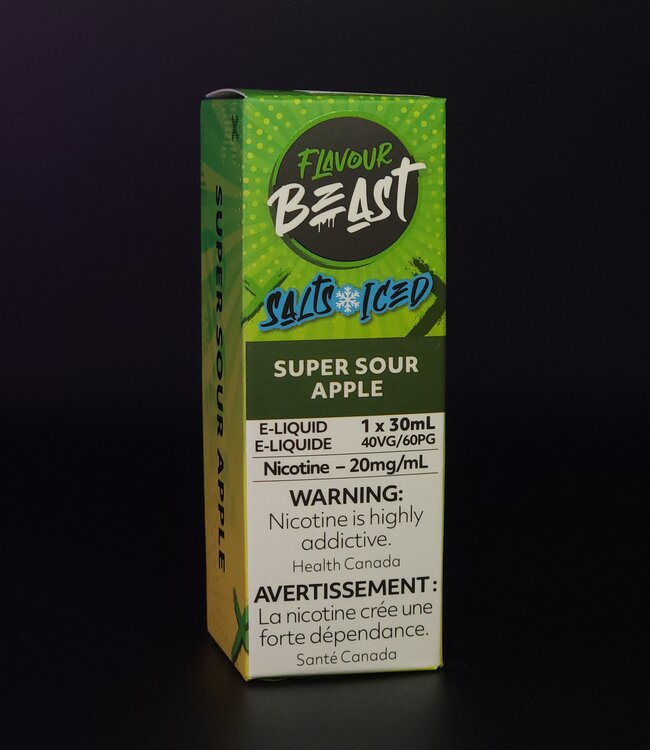 FLAVOUR
BEAST
SALTS ICED
SUPER SOUR
APPLE
E-LIQUID 1 x 30mL
E-LIQUIDE 40VG/60PG
Nicotine – 20mg/mL
WARNING:
Nicotine is highly
addictive.
Health Canada
AVERTISSEMENT :
La nicotine crée une
forte dépendance.
Santé Canada
SUPER SOUR APPLE